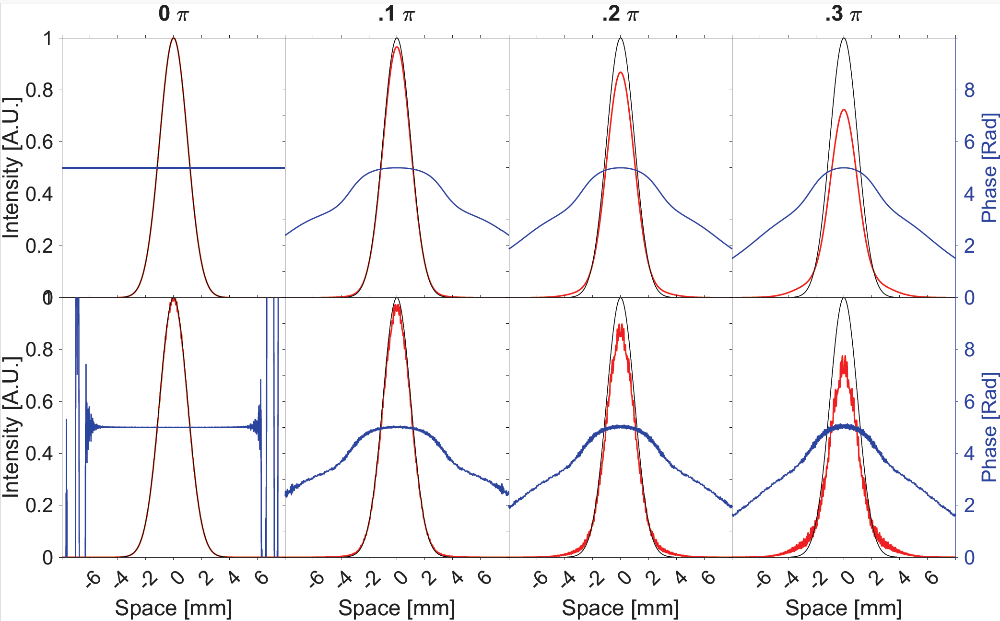 0 π .1 π .2 π .3 π
1
0.8 8
0.6 6
0.4 4
0.2 2
0 0
Intensity [A.U.]
Phase [Rad]
1
0.8 8
0.6 6
0.4 4
0.2 2
0 0
Intensity [A.U.]
Phase [Rad]
-6 -4 -2 0 2 4 6 -6 -4 -2 0 2 4 6 -6 -4 -2 0 2 4 6 -6 -4 -2 0 2 4 6
Space [mm] Space [mm] Space [mm] Space [mm]